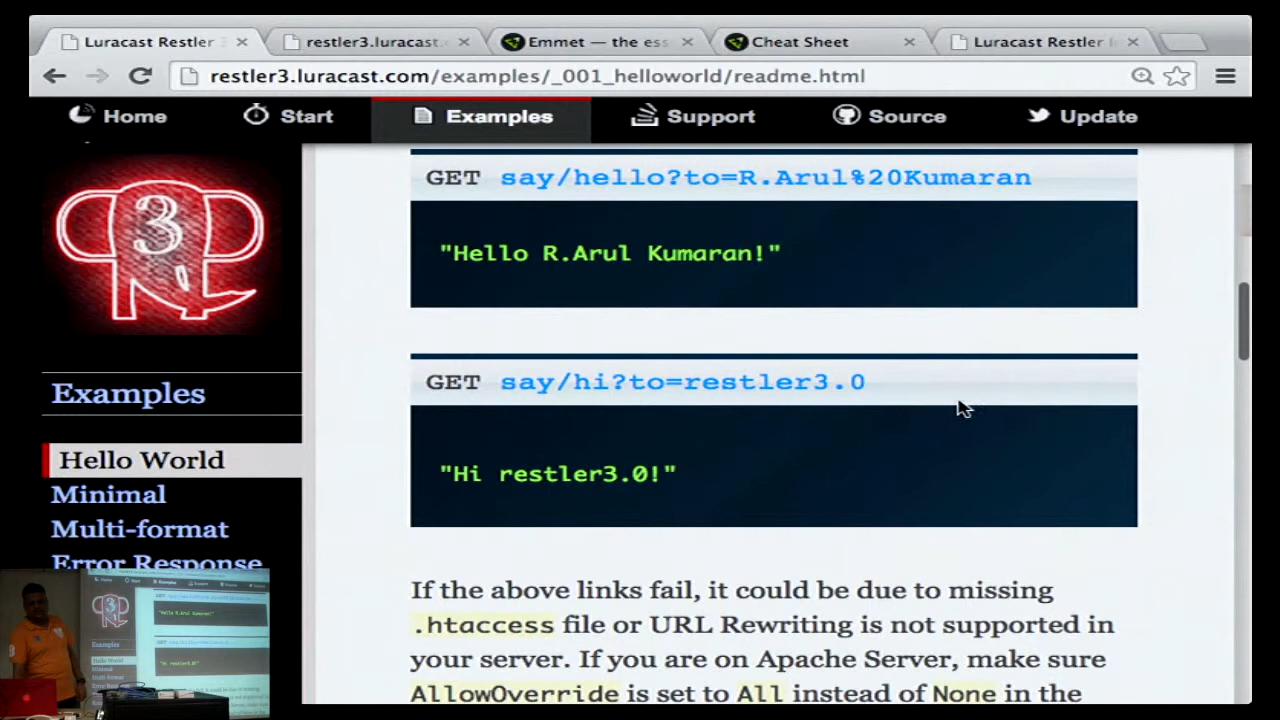 Luracast Restler
restler3.luracast.
Emmet — the ess
Cheat Sheet
Luracast Restler
restler3.luracast.com/examples/_001_helloworld/readme.html
Home
Start
Examples
Support
Source
Update
3
GET say/hello?to=R.Arul%20Kumaran
"Hello R.Arul Kumaran!"
GET say/hi?to=restler3.0
"Hi restler3.0!"
Examples
Hello World
Minimal
Multi-format
Error Response
If the above links fail, it could be due to missing
.htaccess file or URL Rewriting is not supported in
your server. If you are on Apache Server, make sure
AllowOverride is set to All instead of None in the